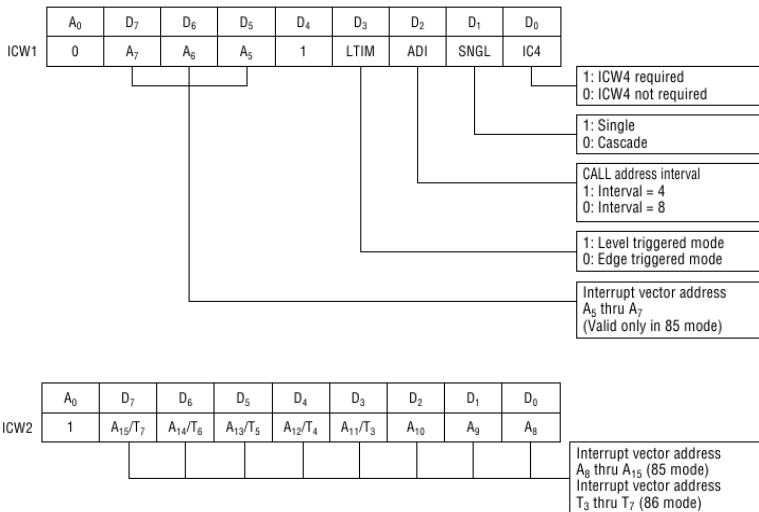 A₀ D₇ D₆ D₅ D₄ D₃ D₂ D₁ D₀
ICW1 0 A₇ A₆ A₅ 1 LTIM ADI SNGL IC4
1: ICW4 required
0: ICW4 not required
1: Single
0: Cascade
CALL address interval
1: Interval = 4
0: Interval = 8
1: Level triggered mode
0: Edge triggered mode
Interrupt vector address
A₅ thru A₇
(Valid only in 85 mode)
A₀ D₇ D₆ D₅ D₄ D₃ D₂ D₁ D₀
ICW2 1 A₁₅/T₇ A₁₄/T₆ A₁₃/T₅ A₁₂/T₄ A₁₁/T₃ A₁₀ A₉ A₈
Interrupt vector address
A₈ thru A₁₅ (85 mode)
Interrupt vector address
T₃ thru T₇ (86 mode)